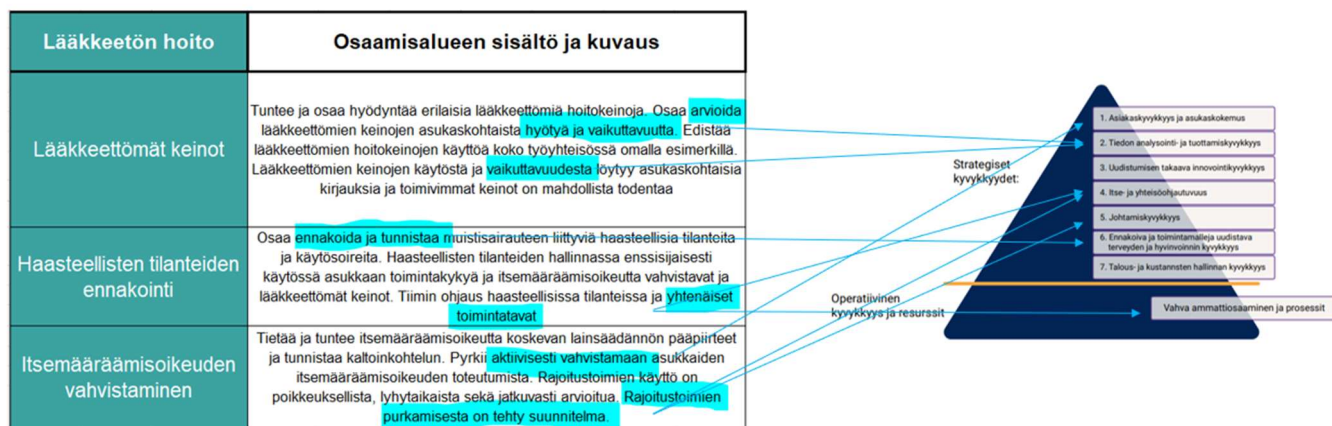 Lääkkeetön hoito
Osaamisalueen sisältö ja kuvaus
Lääkkeettömät keinot
Tuntee ja osaa hyödyntää erilaisia lääkkeettömiä hoitokeinoja. Osaa arvioida
lääkkeettömien keinojen asukaskohtaista hyötyä ja vaikuttavuutta. Edistää
lääkkeettömien hoitokeinojen käyttöä koko työyhteisössä omalla esimerkillä.
Lääkkeettömien keinojen käytöstä ja vaikuttavuudesta löytyy asukaskohtaisia
kirjauksia ja toimivimmat keinot on mahdollista todentaa
Haasteellisten tilanteiden
ennakointi
Osaa ennakoida ja tunnistaa muistisairauteen liittyviä haasteellisia tilanteita
ja käytösoireita. Haasteellisten tilanteiden hallinnassa enssisijaisesti
käytössä asukkaan toimintakykyä ja itsemääräämisoikeutta vahvistavat ja
lääkkeettömät keinot. Tiimin ohjaus haasteellisissa tilanteissa ja yhtenäiset
toimintatavat
Itsemääräämisoikeuden
vahvistaminen
Tietää ja tuntee itsemääräämisoikeutta koskevan lainsäädännön pääpiirteet
ja tunnistaa kaltoinkohtelun. Pyrkii aktiivisesti vahvistamaan asukkaiden
itsemääräämisoikeuden toteutumista. Rajoitustoimien käyttö on
poikkeuksellista, lyhytaikaista sekä jatkuvasti arvioitua. Rajoitustoimien
purkamisesta on tehty suunnitelma.
Strategiset
kyvykkyydet:
1. Asiakaskyvykkyys ja asukaskokemus
2. Tiedon analysointi- ja tuottamiskyvykkyys
3. Uudistumisen takaava innovointikyvykkyys
4. Itse- ja yhteisöohjautuvuus
5. Johtamiskyvykkyys
6. Ennakoiva ja toimintamalleja uudistava
terveyden ja hyvinvoinnin kyvykkyys
7. Talous- ja kustannsten hallinnan kyvykkyys
Operatiivinen
kyvykkyys ja resurssit
Vahva ammattiosaaminen ja prosessit